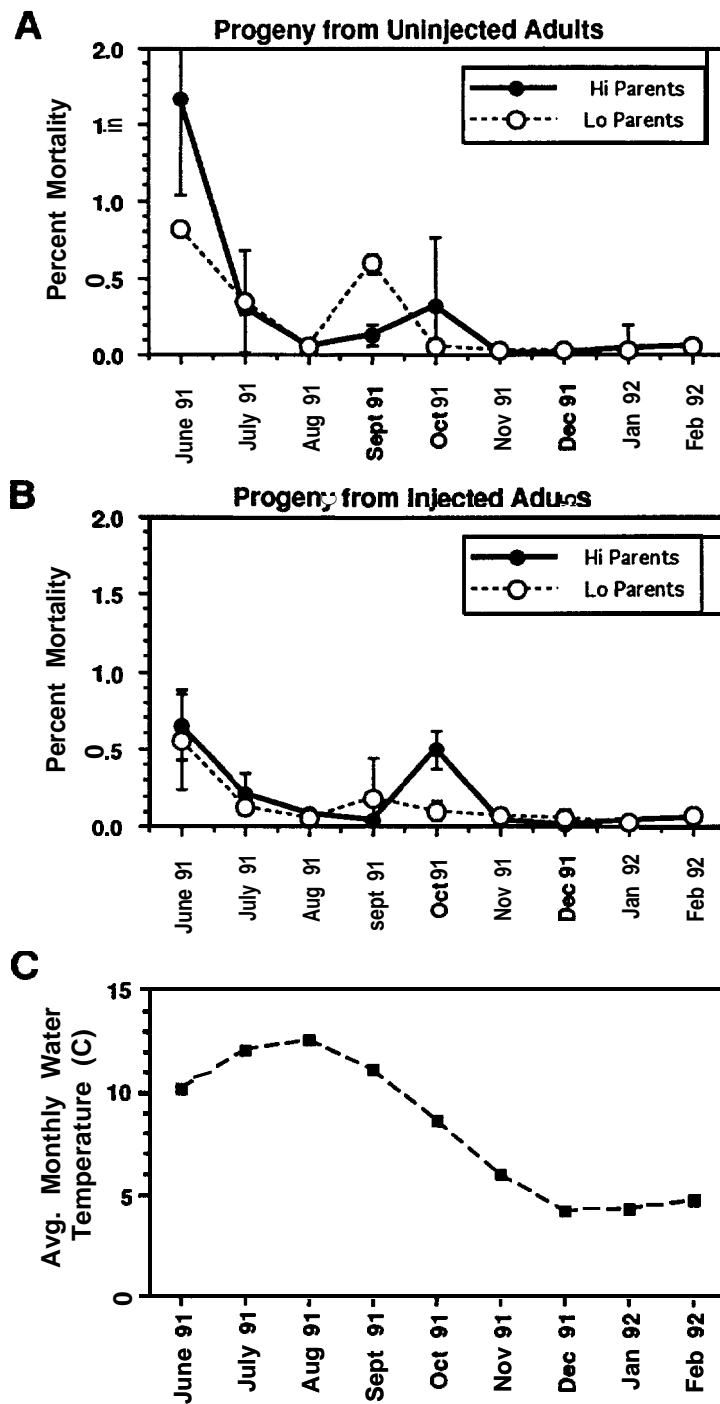 A
Progeny from Uninjected Adults
Percent Mortality
2.0
1.0
0.5
0.0
Hi Parents
Lo Parents
June 91
July 91
Aug 91
Sept 91
Oct 91
Nov 91
Dec 91
Jan 92
Feb 92
B
Progeny from Injected
Percent Mortality
2.0
1.5
1.0
0.5
0.0
Hi Parents
Lo Parents
June 91
July 91
Aug 91
sept 91
Oct 91
Nov 91
Dec 91
Jan 92
Feb 92
C
Avg. Monthly Water
Temperature (C)
15
10
5
0
June 91
July 91
Aug 91
Sept 91
Oct 91
Nov 91
Dec 91
Jan 92
Feb 92